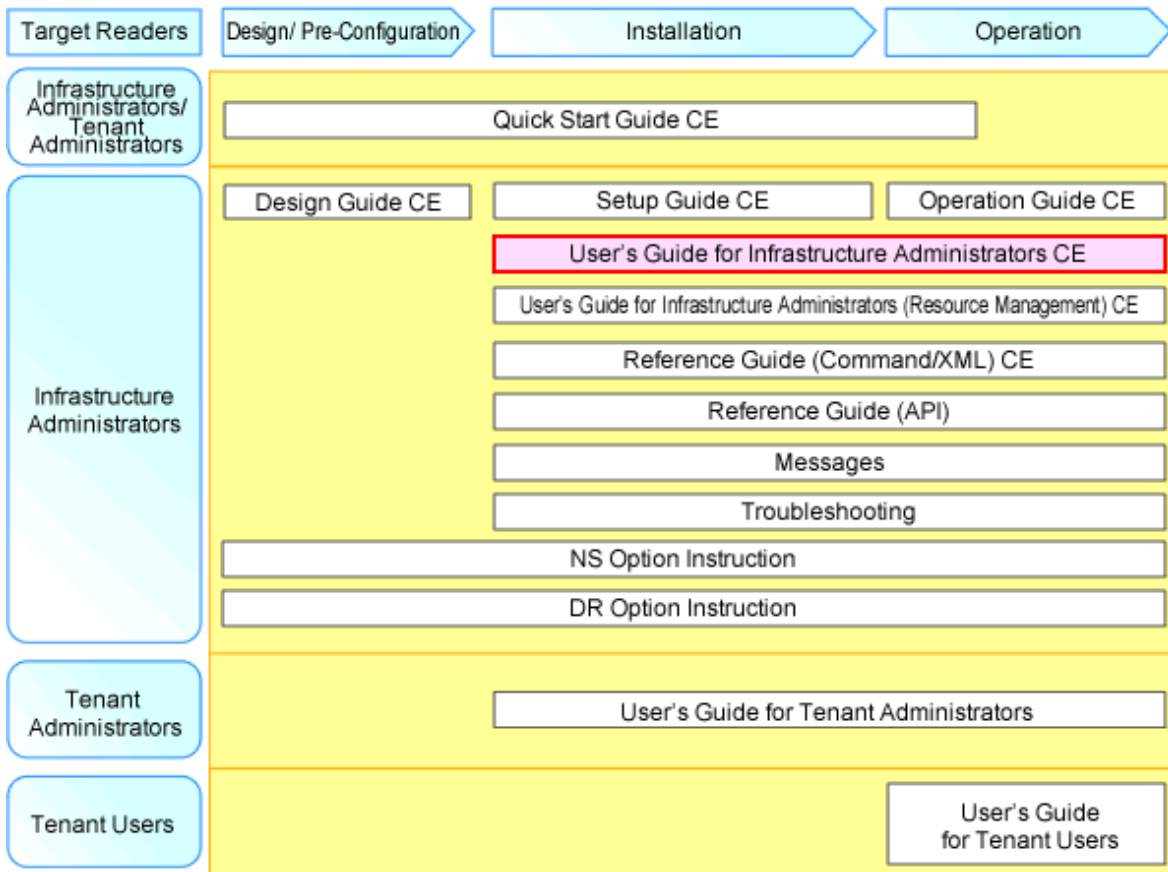 Target Readers
Design/ Pre-Configuration
Installation
Operation
Infrastructure
Administrators/
Tenant
Administrators
Quick Start Guide CE
Infrastructure
Administrators
Design Guide CE
Setup Guide CE
Operation Guide CE
User's Guide for Infrastructure Administrators CE
User's Guide for Infrastructure Administrators (Resource Management) CE
Reference Guide (Command/XML) CE
Reference Guide (API)
Messages
Troubleshooting
NS Option Instruction
DR Option Instruction
Tenant
Administrators
User's Guide for Tenant Administrators
Tenant Users
User's Guide
for Tenant Users